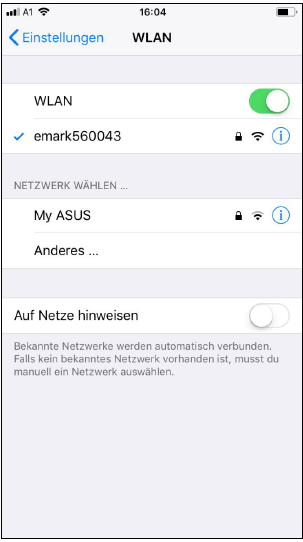 A1 16:04
Einstellungen WLAN
WLAN
emark560043
NETZWERK WÄHLEN ...
My ASUS
Anderes ...
Auf Netze hinweisen
Bekannte Netzwerke werden automatisch verbunden.
Falls kein bekanntes Netzwerk vorhanden ist, musst du
manuell ein Netzwerk auswählen.